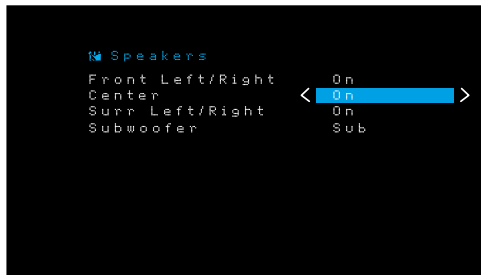 Speakers
Front Left/Right On
Center < On >
Surr Left/Right On
Subwoofer Sub